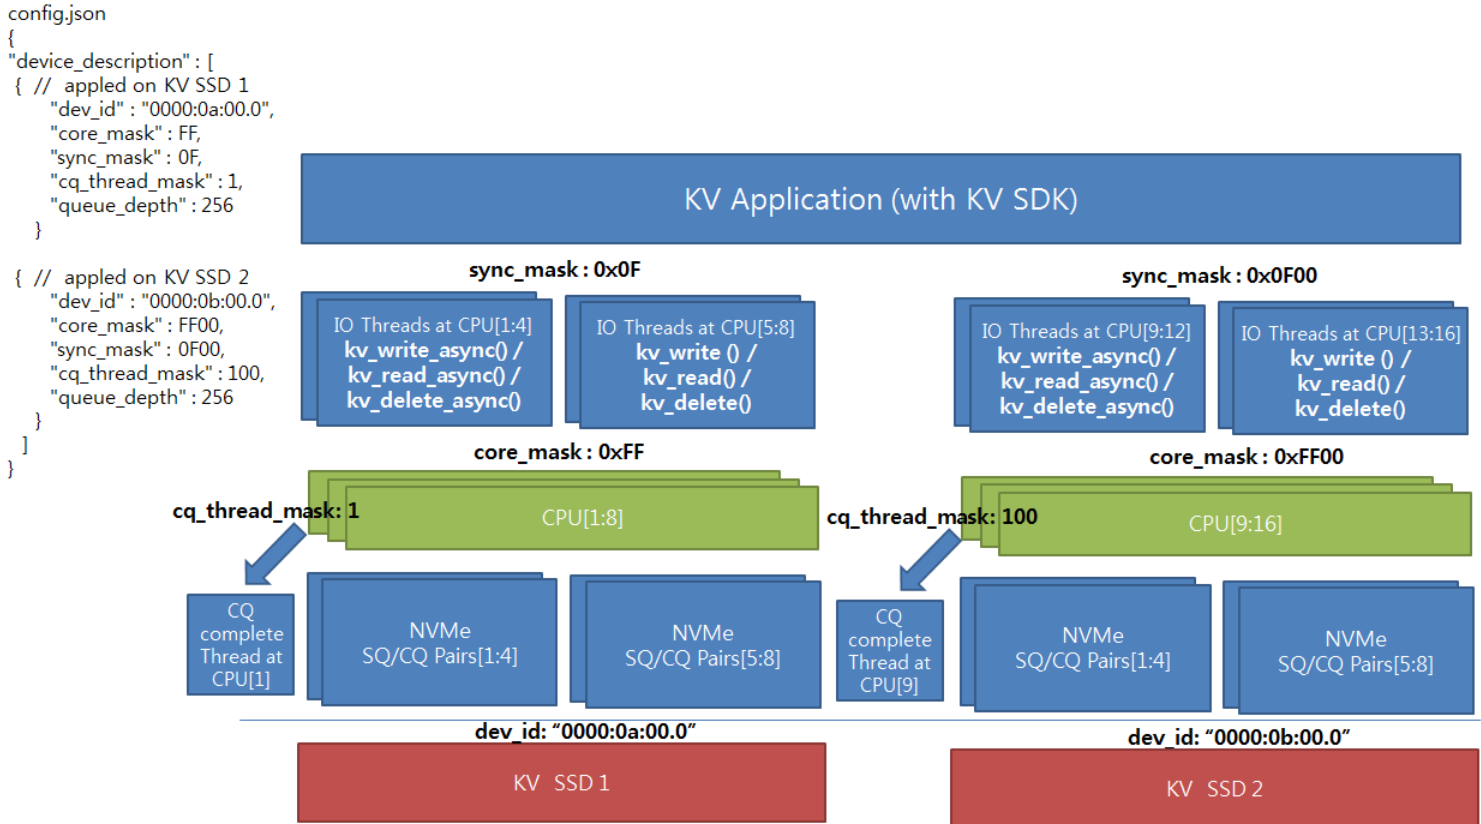 config.json
{
"device_description" : [
{ // appled on KV SSD 1
"dev_id" : "0000:0a:00.0",
"core_mask" : FF,
"sync_mask" : 0F,
"cq_thread_mask" : 1,
"queue_depth" : 256
}
{ // appled on KV SSD 2
"dev_id" : "0000:0b:00.0",
"core_mask" : FF00,
"sync_mask" : 0F00,
"cq_thread_mask" : 100,
"queue_depth" : 256
}
]
}
KV Application (with KV SDK)
sync_mask : 0x0F
IO Threads at CPU[1:4]
kv_write_async() /
kv_read_async() /
kv_delete_async()
IO Threads at CPU[5:8]
kv_write () /
kv_read() /
kv_delete()
core_mask : 0xFF
cq_thread_mask: 1
CPU[1:8]
CQ
complete
Thread at
CPU[1]
NVMe
SQ/CQ Pairs[1:4]
NVMe
SQ/CQ Pairs[5:8]
dev_id: “0000:0a:00.0”
KV SSD 1
sync_mask : 0x0F00
IO Threads at CPU[9:12]
kv_write_async() /
kv_read_async() /
kv_delete_async()
IO Threads at CPU[13:16]
kv_write () /
kv_read() /
kv_delete()
core_mask : 0xFF00
cq_thread_mask: 100
CPU[9:16]
CQ
complete
Thread at
CPU[9]
NVMe
SQ/CQ Pairs[1:4]
NVMe
SQ/CQ Pairs[5:8]
dev_id: “0000:0b:00.0”
KV SSD 2